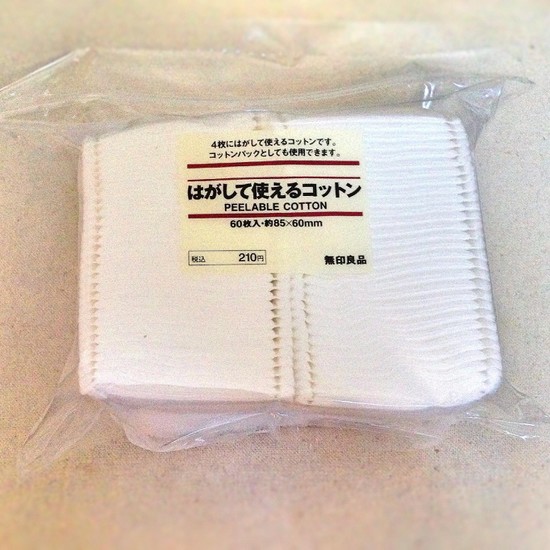 4枚にはがして使えるコットンです。
コットンパックとしても使用できます。
はがして使えるコットン
PEELABLE COTTON
60枚入・約85×60mm
税込 210円 無印良品